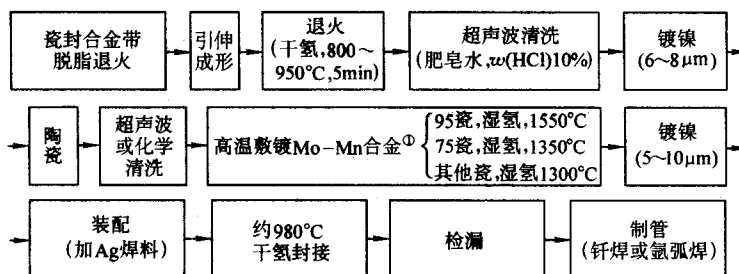 瓷封合金带
脱脂退火
引伸
成形
退火
(干氢,800~
950°C,5min)
超声波清洗
(肥皂水,w(HCl)10%)
镀镍
(6~8μm)
陶
瓷
超声波
或化学
清洗
高温敷镀Mo-Mn合金①
95瓷,湿氢,1550°C
75瓷,湿氢,1350°C
其他瓷,湿氢1300°C
镀镍
(5~10μm)
装配
(加Ag焊料)
约980°C
干氢封接
检漏
制管
(钎焊或氩弧焊)